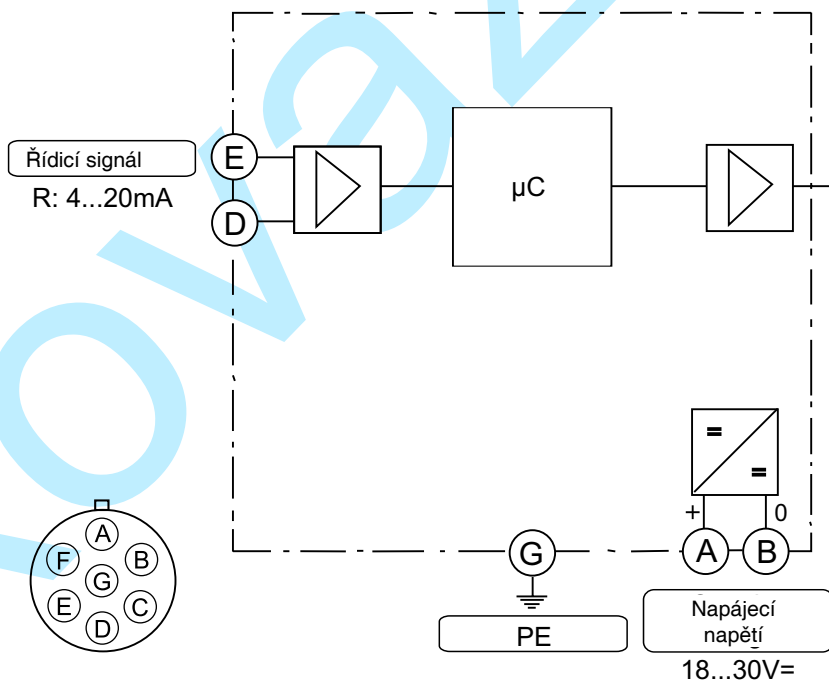 Řídicí signál
R: 4...20mA
E
D
µC
=
=
+
0
G
A
B
PE
Napájecí
napětí
18...30V=
A
F
B
G
E
C
D